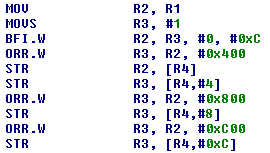 MOV R2, R1
MOVS R3, #1
BFI.W R2, R3, #0, #0xC
ORR.W R3, R2, #0x400
STR R2, [R4]
STR R3, [R4,#4]
ORR.W R3, R2, #0x800
STR R3, [R4,#8]
ORR.W R3, R2, #0xC00
STR R3, [R4,#0xC]